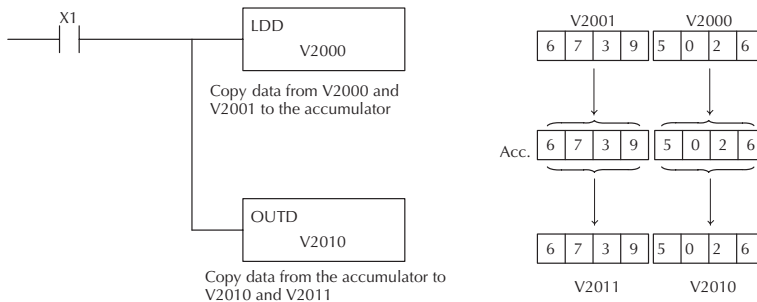 X1
LDD
V2000
Copy data from V2000 and
V2001 to the accumulator
OUTD
V2010
Copy data from the accumulator to
V2010 and V2011
V2001 V2000
6 7 3 9 5 0 2 6
Acc. 6 7 3 9 5 0 2 6
6 7 3 9 5 0 2 6
V2011 V2010